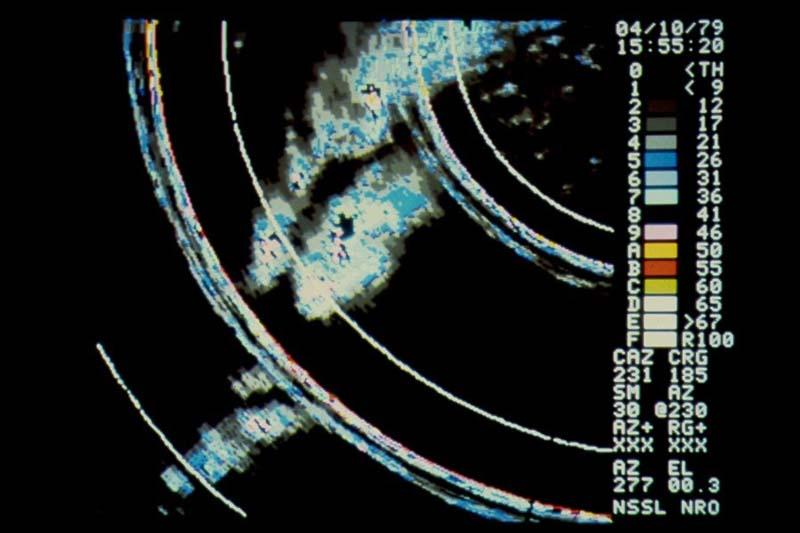 04/10/79
15:55:20
0 <TH
1 < 9
2 12
3 17
4 21
5 26
6 31
7 36
8 41
9 46
A 50
B 55
C 60
D 65
E >67
F R100
CAZ CRG
231 185
SM AZ
30 @230
AZ+ RG+
XXX XXX
AZ EL
277 00.3
NSSL NRO